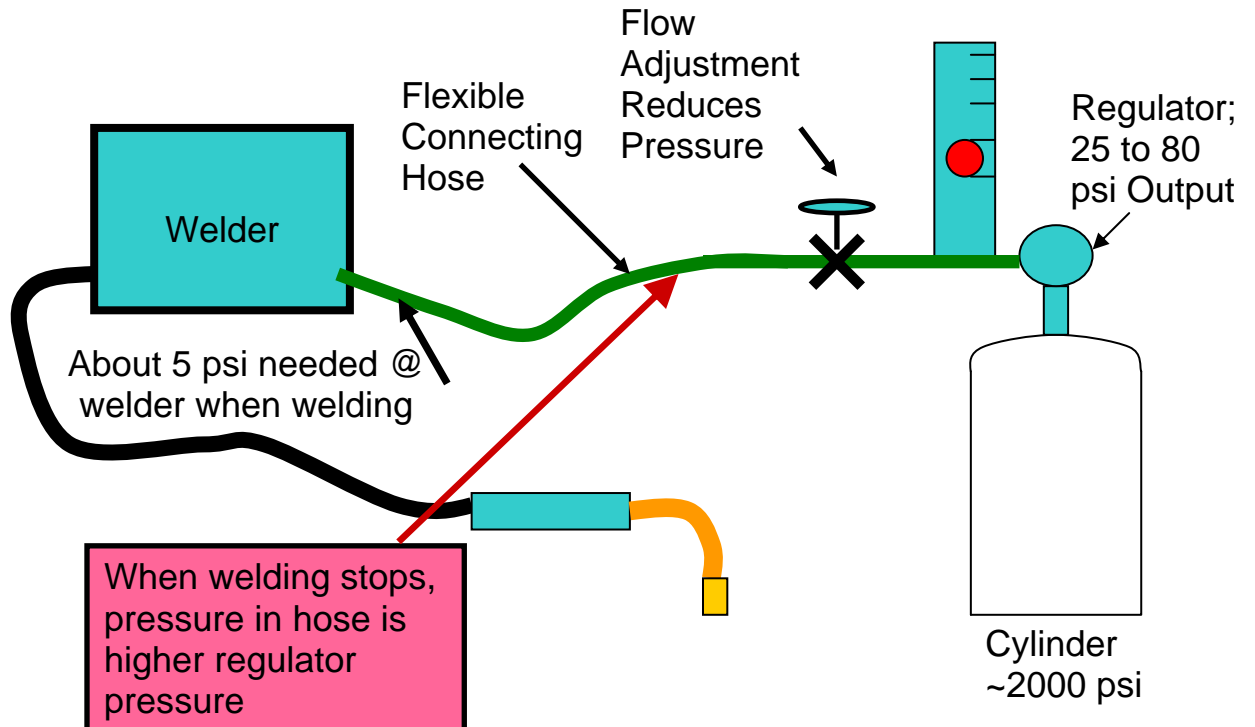 Flow
Adjustment
Reduces
Pressure
Flexible
Connecting
Hose
Regulator;
25 to 80
psi Output
Welder
About 5 psi needed @
welder when welding
When welding stops,
pressure in hose is
higher regulator
pressure
Cylinder
~2000 psi